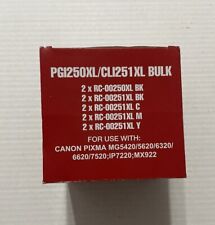 PGI250XL/CLI251XL BULK
2 x RC-00250XL BK
2 x RC-00251XL BK
2 x RC-00251XL C
2 x RC-00251XL M
2 x RC-00251XL Y
FOR USE WITH:
CANON PIXMA MG5420/5620/6320/
6620/7520;IP7220;MX922